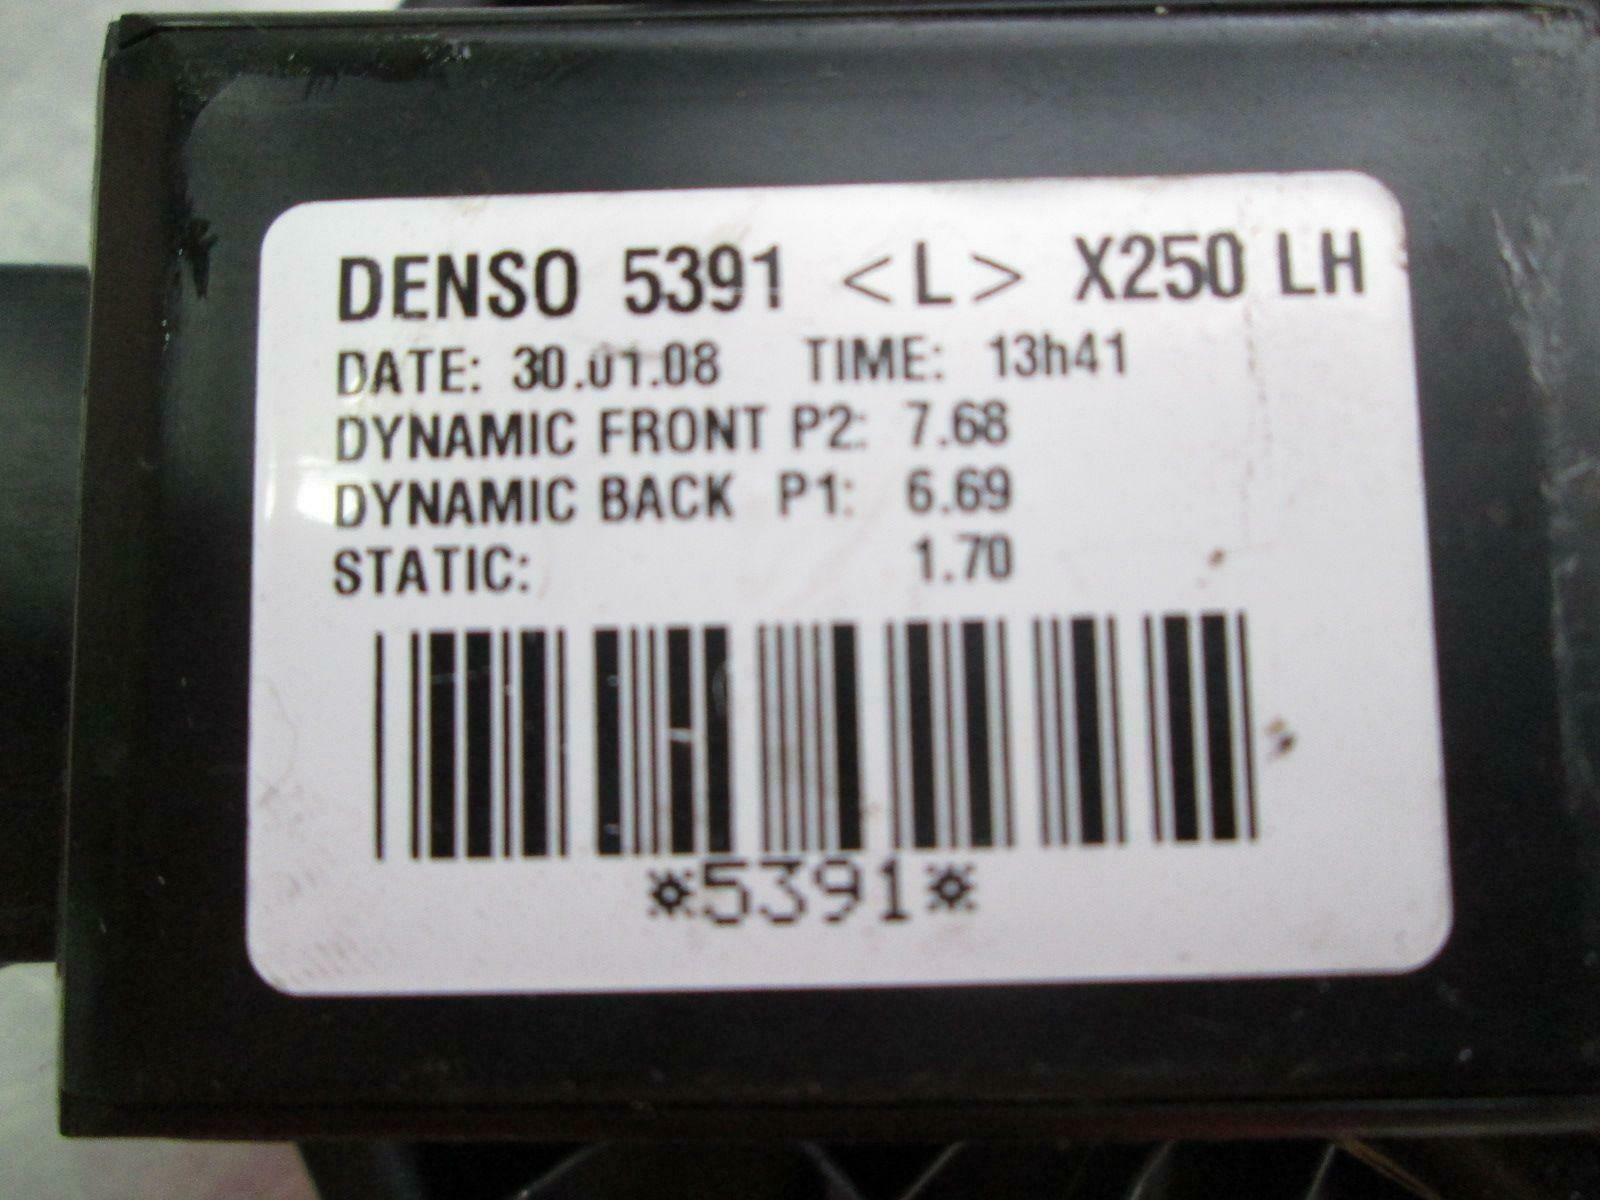 DENSO 5391 <L> X250 LH
DATE: 30.01.08 TIME: 13h41
DYNAMIC FRONT P2: 7.68
DYNAMIC BACK P1: 6.69
STATIC: 1.70
*5391*